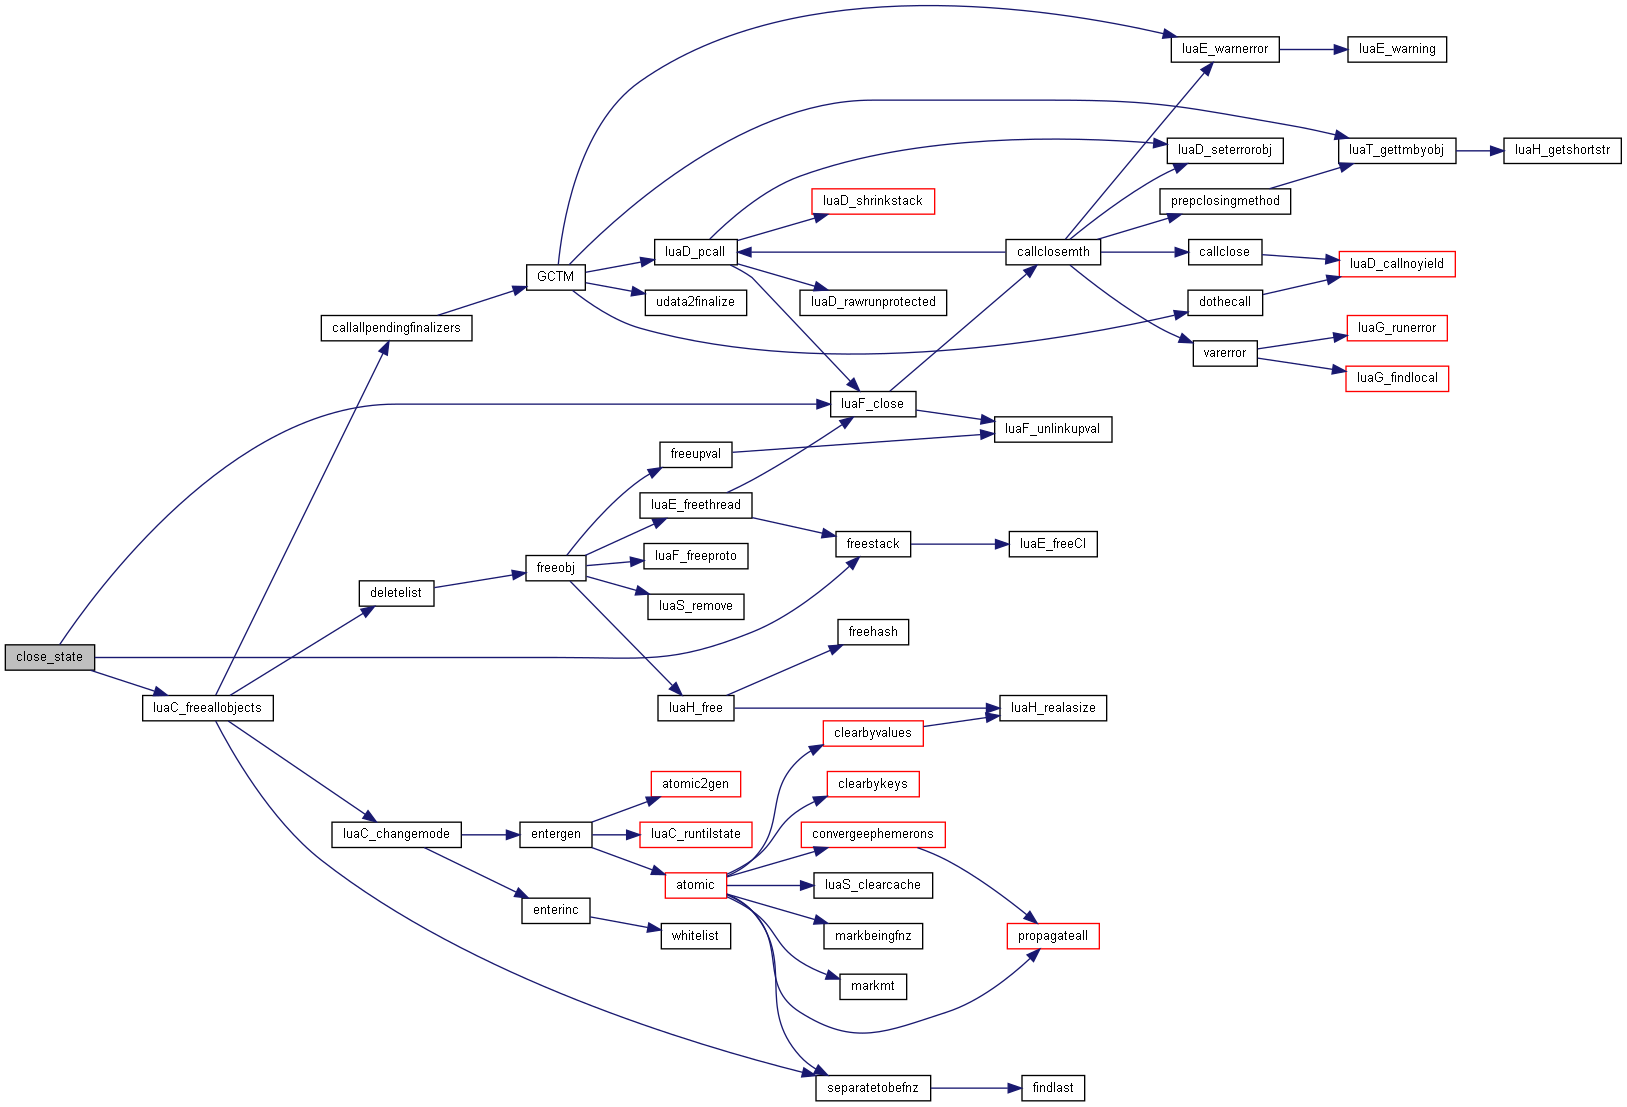 luaE_warnerror
luaE_warning
luaD_seterrorobj
luaT_gettmbyobj
luaH_getshortstr
luaD_shrinkstack
prepclosingmethod
GCTM
luaD_pcall
callclosemth
callclose
luaD_callnoyield
udata2finalize
luaD_rawrunprotected
dothecall
callallpendingfinalizers
luaG_runerror
varerror
luaG_findlocal
luaF_close
luaF_unlinkupval
freeupval
luaE_freethread
freestack
luaE_freeCI
luaF_freeproto
freeobj
deletelist
luaS_remove
freehash
close_state
luaC_freeallobjects
luaH_free
luaH_realasize
clearbyvalues
atomic2gen
clearbykeys
luaC_changemode
entergen
luaC_runtilstate
convergeephemerons
atomic
luaS_clearcache
enterinc
whitelist
markbeingfnz
propagateall
markmt
separatetobefnz
findlast